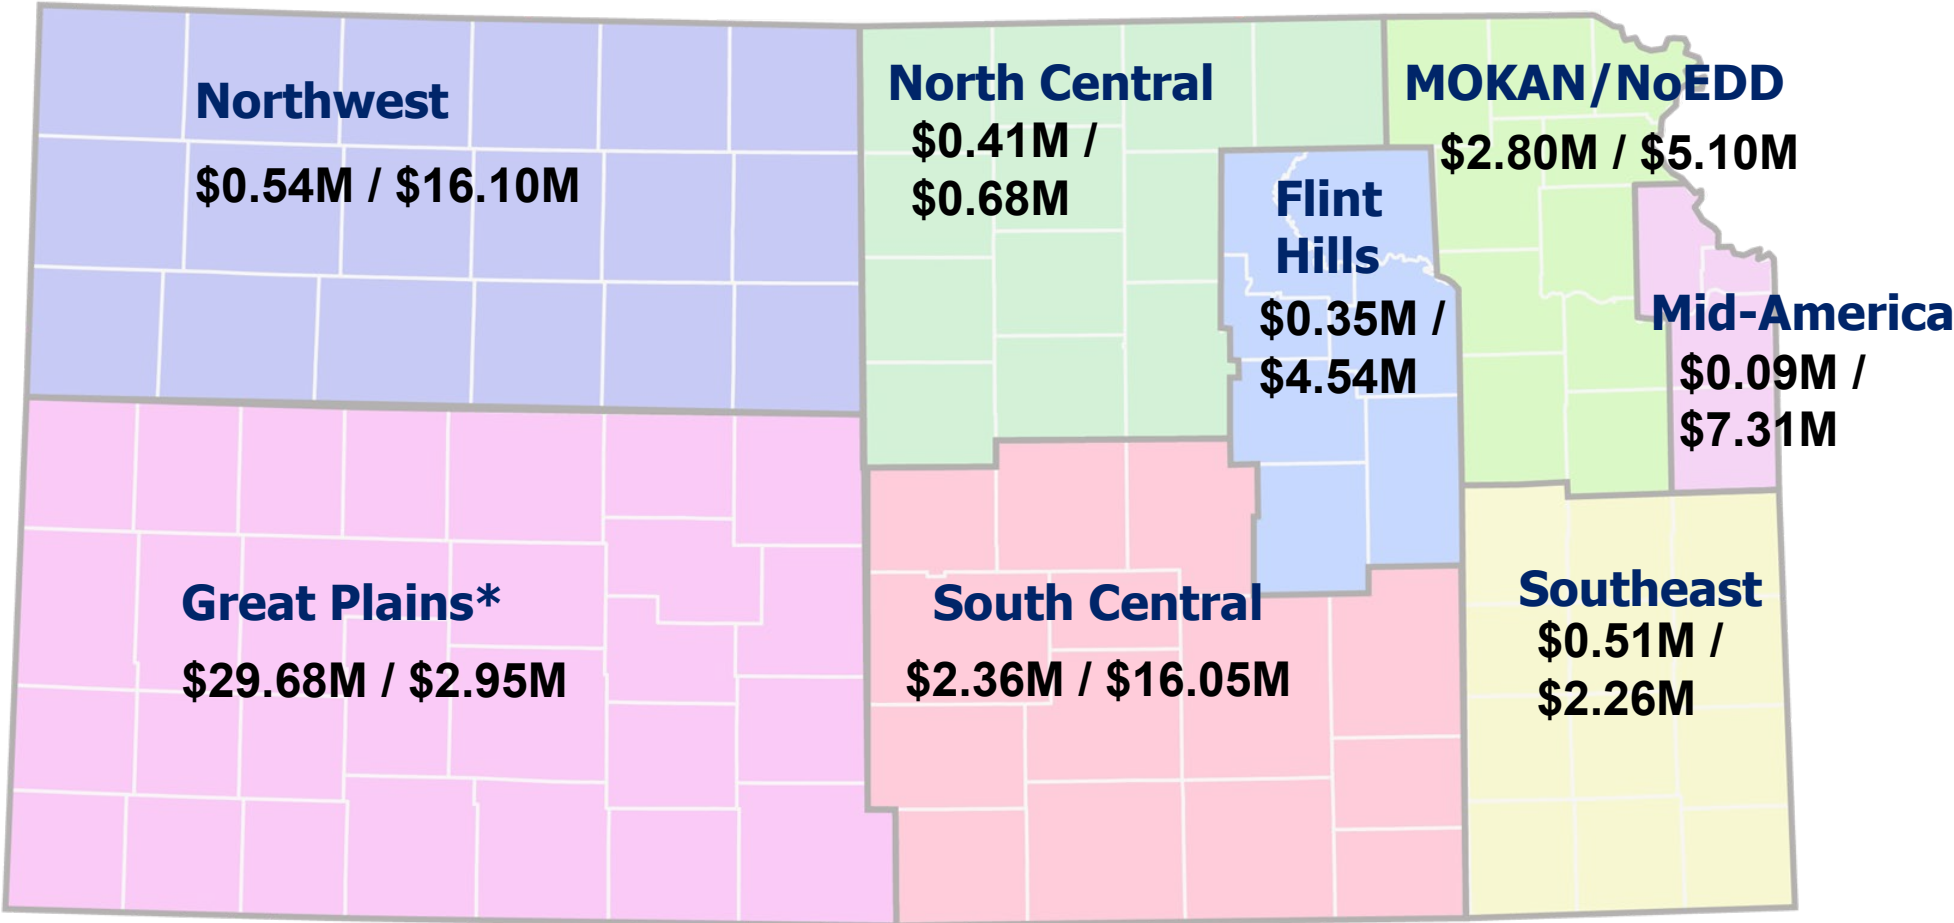 Northwest
$0.54M / $16.10M
North Central
$0.41M /
$0.68M
MOKAN/NoEDD
$2.80M / $5.10M
Flint
Hills
$0.35M /
$4.54M
Mid-America
$0.09M /
$7.31M
Great Plains*
$29.68M / $2.95M
South Central
$2.36M / $16.05M
Southeast
$0.51M /
$2.26M